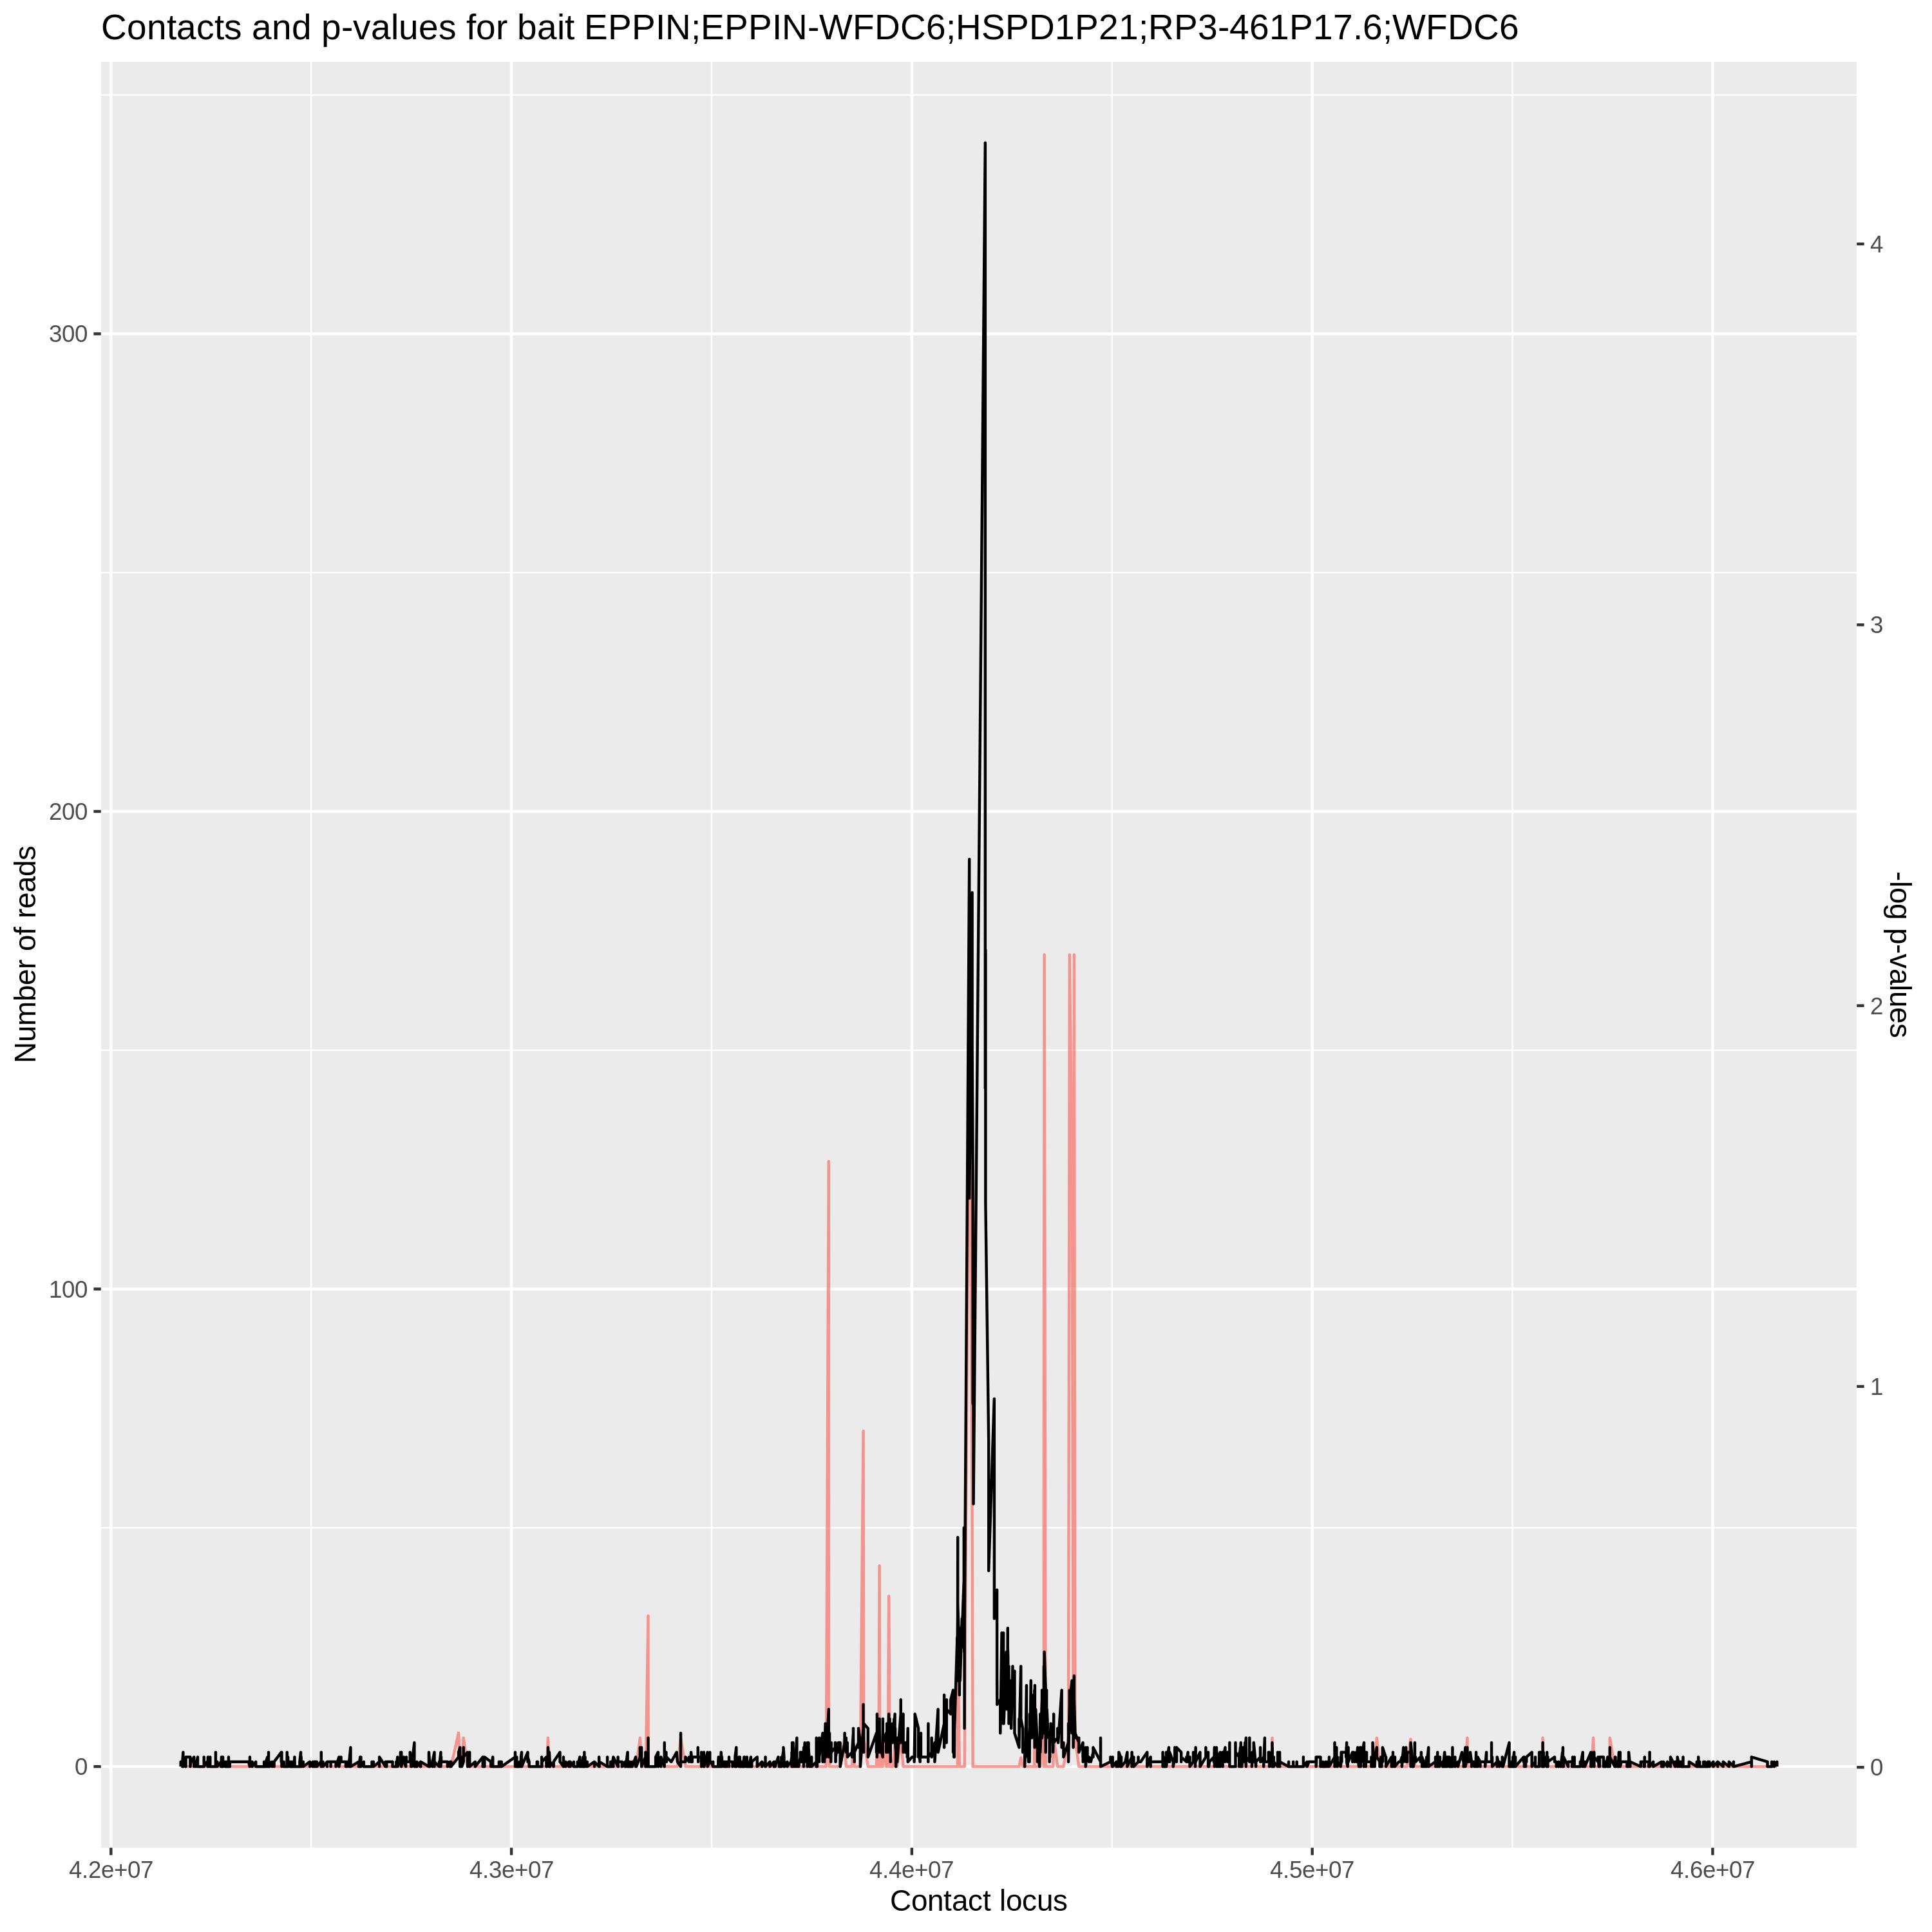 Contacts and p-values for bait EPPIN;EPPIN-WFDC6;HSPD1P21;RP3-461P17.6;WFDC6
Number of reads
300
200
100
0
4
3
2
1
0
-log p-values
4.2e+07 4.3e+07 4.4e+07 4.5e+07 4.6e+07
Contact locus